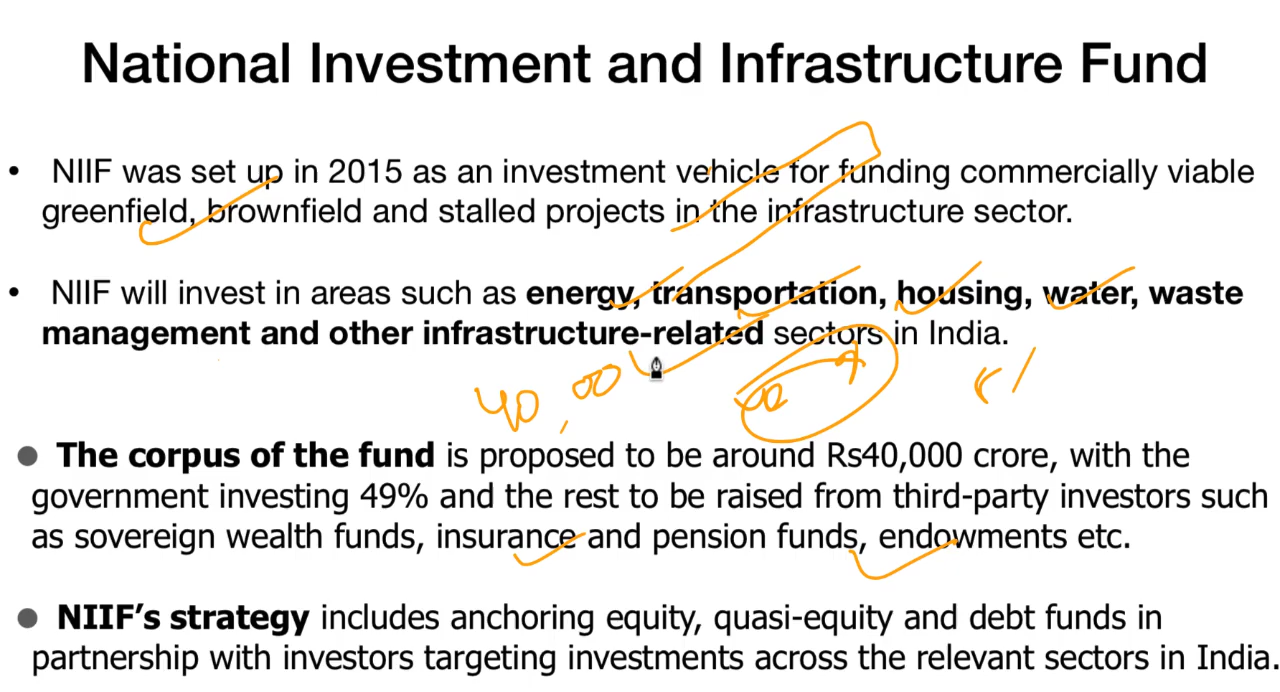 National Investment and Infrastructure Fund
• NIIF was set up in 2015 as an investment vehicle for funding commercially viable
greenfield, brownfield and stalled projects in the infrastructure sector.
• NIIF will invest in areas such as energy, transportation, housing, water, waste
management and other infrastructure-related sectors in India.
40,00
● The corpus of the fund is proposed to be around Rs40,000 crore, with the
government investing 49% and the rest to be raised from third-party investors such
as sovereign wealth funds, insurance and pension funds, endowments etc.
● NIIF’s strategy includes anchoring equity, quasi-equity and debt funds in
partnership with investors targeting investments across the relevant sectors in India.